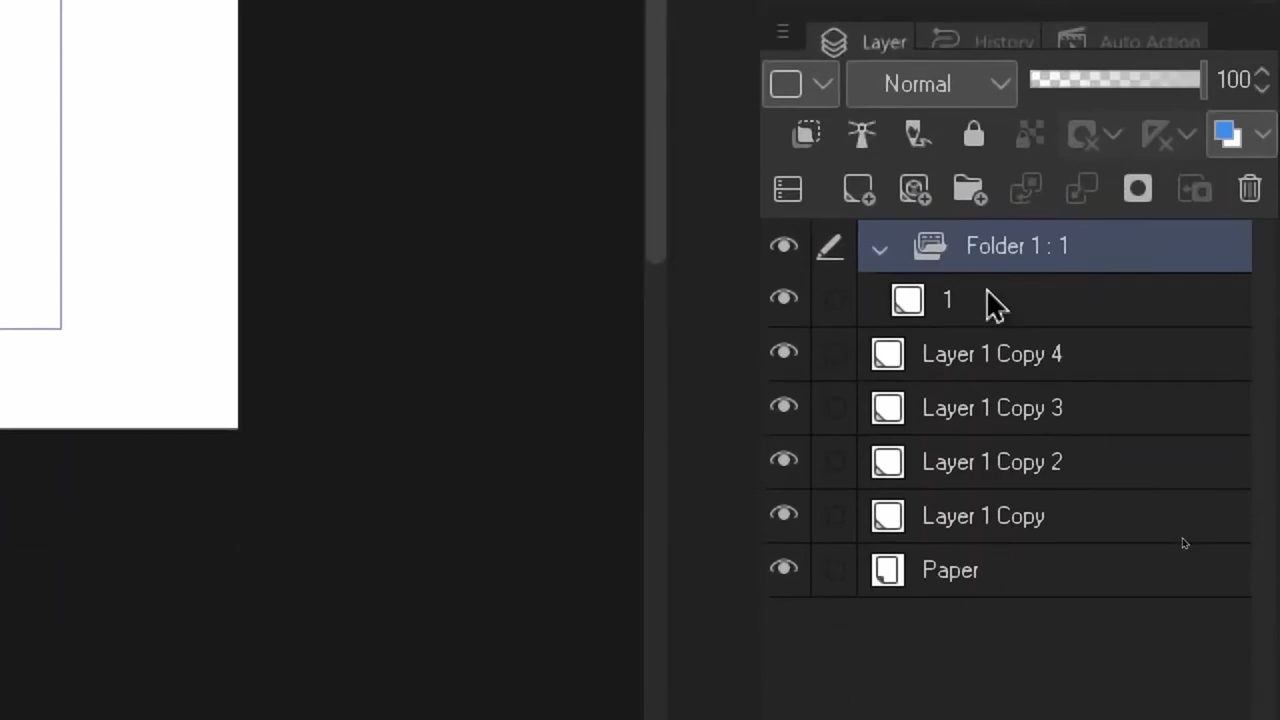 Layer History Auto Action
Normal 100
Folder 1 : 1
1
Layer 1 Copy 4
Layer 1 Copy 3
Layer 1 Copy 2
Layer 1 Copy
Paper